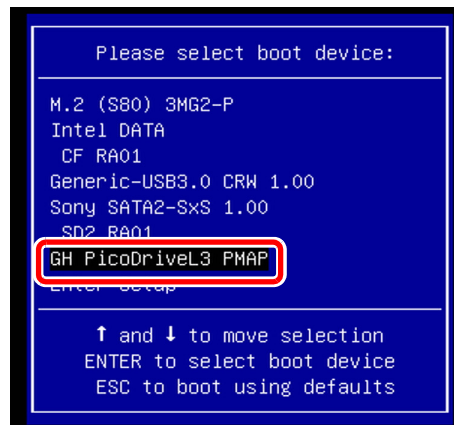 Please select boot device:
M.2 (S80) 3MG2-P
Intel DATA
CF RA01
Generic-USB3.0 CRW 1.00
Sony SATA2-SxS 1.00
SD2 RA01
GH PicoDriveL3 PMAP
Enter Setup
↑ and ↓ to move selection
ENTER to select boot device
ESC to boot using defaults